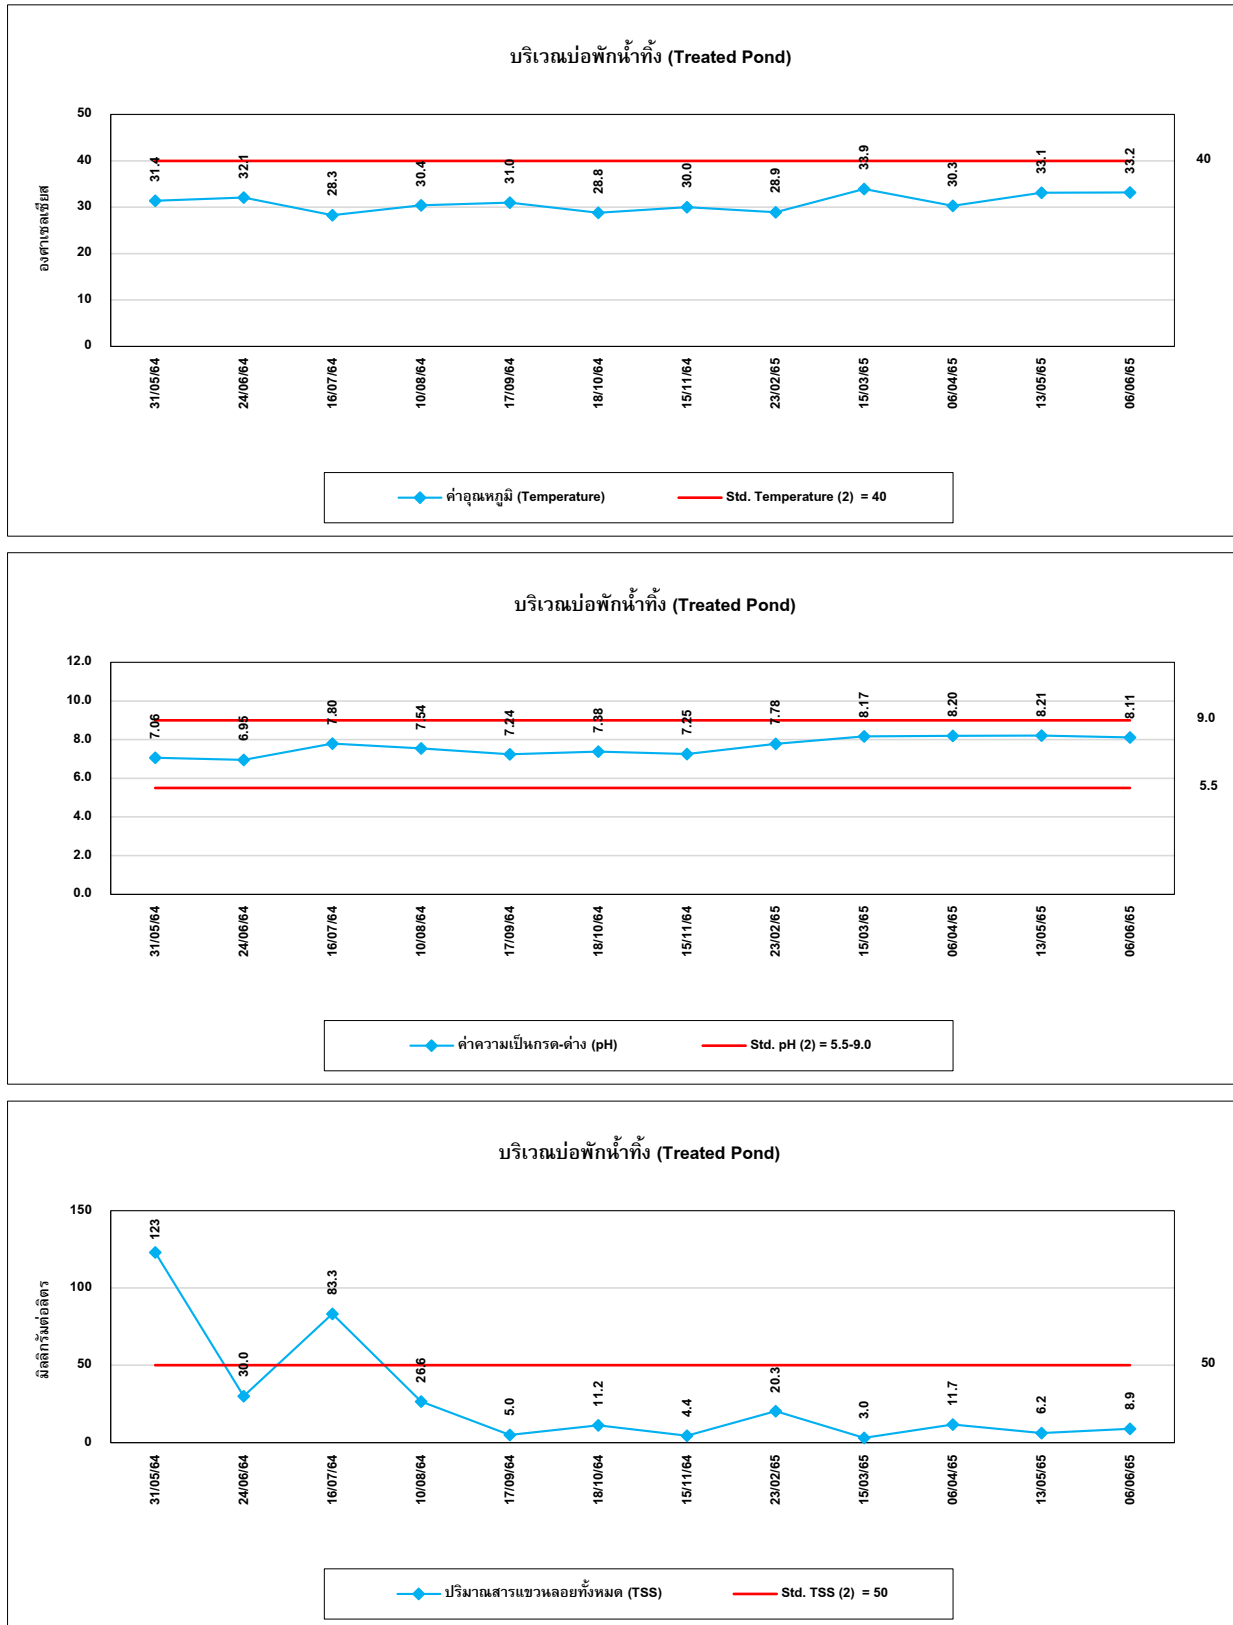 บริเวณบ่อพักน้ำทิ้ง (Treated Pond)
องศาเซลเซียส
50
40
30
20
10
0
31.4 32.1 28.3 30.4 31.0 28.8 30.0 28.9 33.9 30.3 33.1 33.2
40
31/05/64 24/06/64 16/07/64 10/08/64 17/09/64 18/10/64 15/11/64 23/02/65 15/03/65 06/04/65 13/05/65 06/06/65
ค่าอุณหภูมิ (Temperature) Std. Temperature (2) = 40
บริเวณบ่อพักน้ำทิ้ง (Treated Pond)
12.0
10.0
8.0
6.0
4.0
2.0
0.0
7.06 6.95 7.80 7.54 7.24 7.38 7.25 7.78 8.17 8.20 8.21 8.11
9.0
5.5
31/05/64 24/06/64 16/07/64 10/08/64 17/09/64 18/10/64 15/11/64 23/02/65 15/03/65 06/04/65 13/05/65 06/06/65
ค่าความเป็นกรด-ด่าง (pH) Std. pH (2) = 5.5-9.0
บริเวณบ่อพักน้ำทิ้ง (Treated Pond)
มิลลิกรัมต่อลิตร
150
100
50
0
123 30.0 83.3 26.6 5.0 11.2 4.4 20.3 3.0 11.7 6.2 8.9
50
31/05/64 24/06/64 16/07/64 10/08/64 17/09/64 18/10/64 15/11/64 23/02/65 15/03/65 06/04/65 13/05/65 06/06/65
ปริมาณสารแขวนลอยทั้งหมด (TSS) Std. TSS (2) = 50